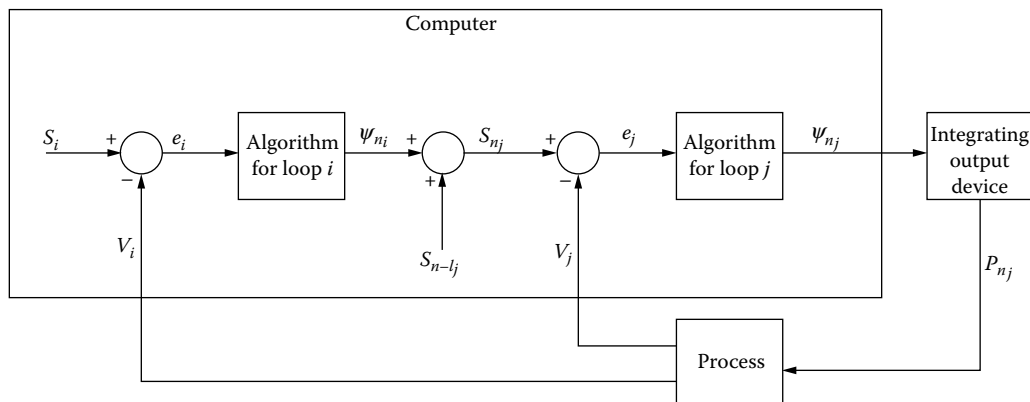 Computer
S_i
+
−
e_i
Algorithm
for loop i
ψ_{n_i}
+
+
S_{n_j}
+
−
e_j
Algorithm
for loop j
ψ_{n_j}
Integrating
output
device
V_i
S_{n–l_j}
V_j
P_{n_j}
Process